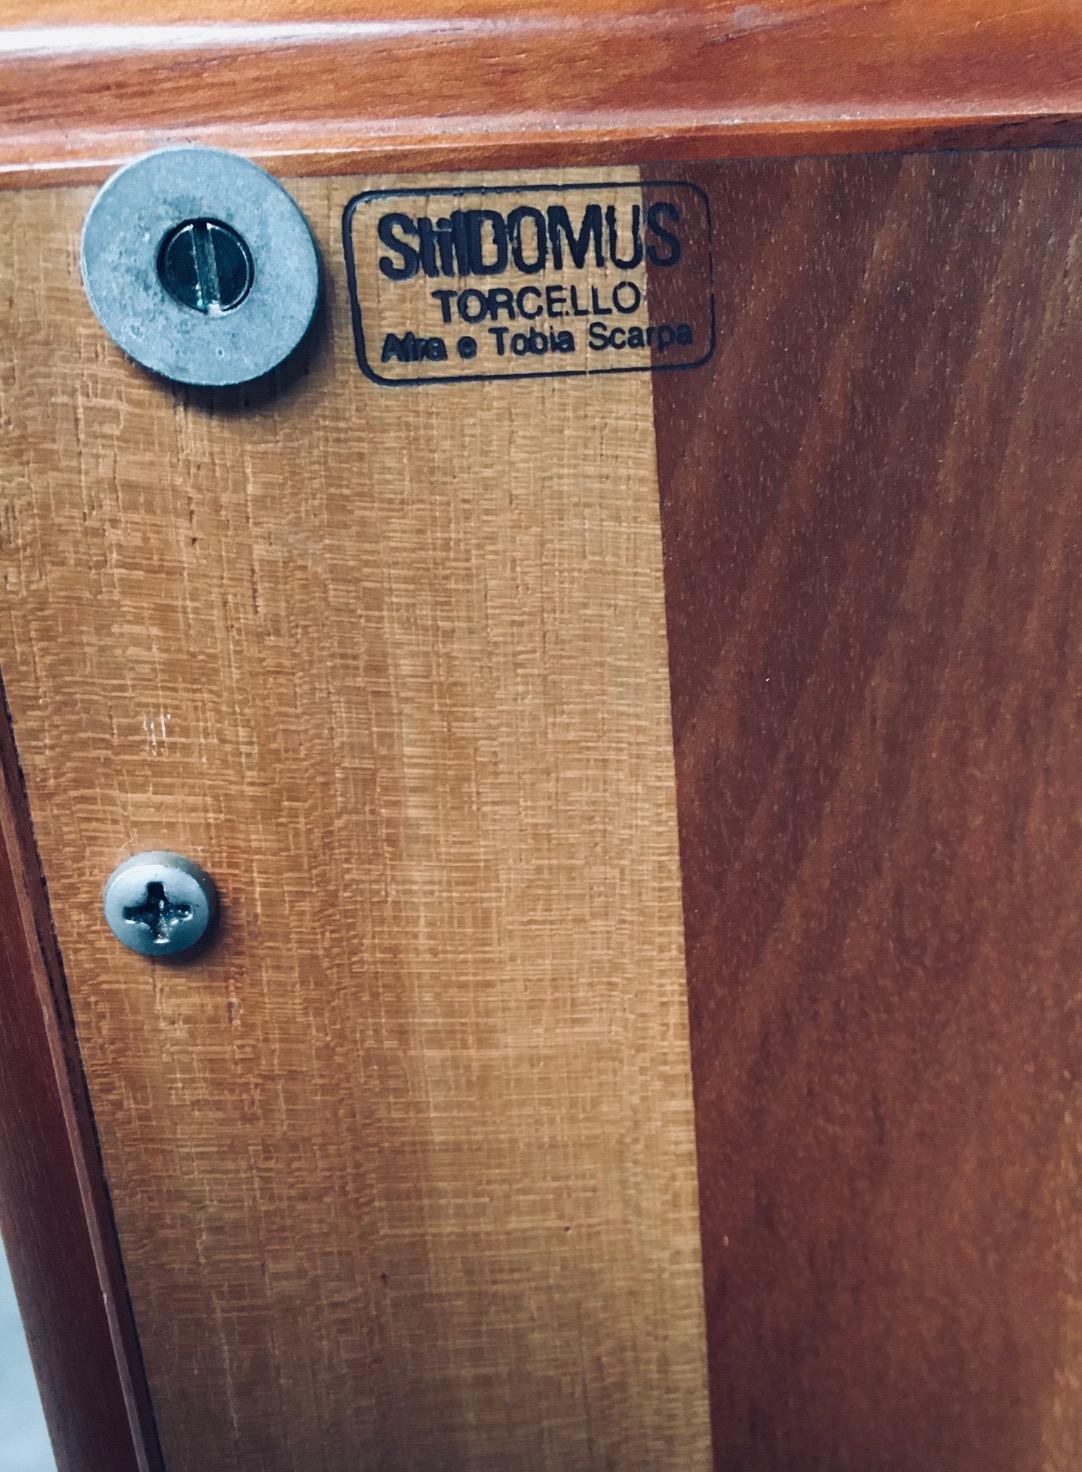 StilDOMUS
TORCELLO
Afra e Tobia Scarpa